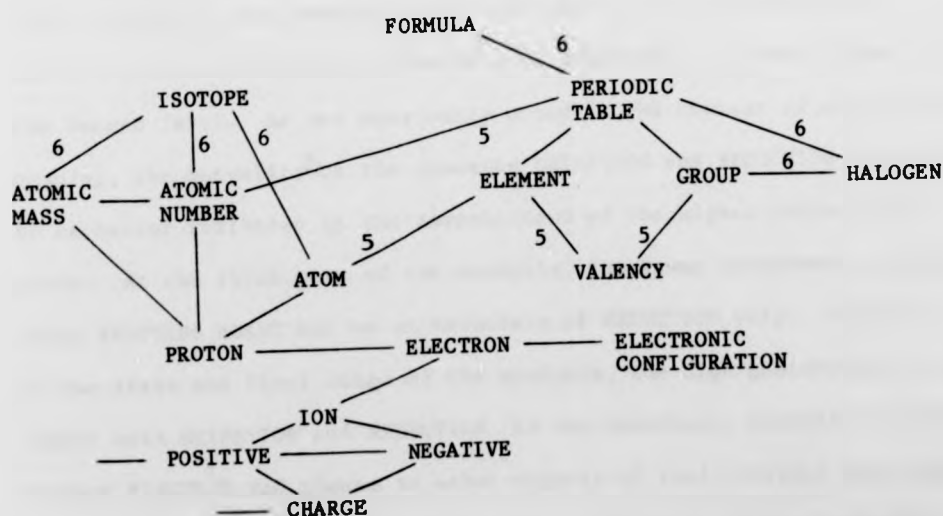 FORMULA
6
PERIODIC
TABLE
ISOTOPE
6
6
6
5
6
ATOMIC
MASS
ATOMIC
NUMBER
ELEMENT
GROUP
6
HALOGEN
5
5
5
ATOM
VALENCY
PROTON
ELECTRON
ELECTRONIC
CONFIGURATION
ION
POSITIVE
NEGATIVE
CHARGE